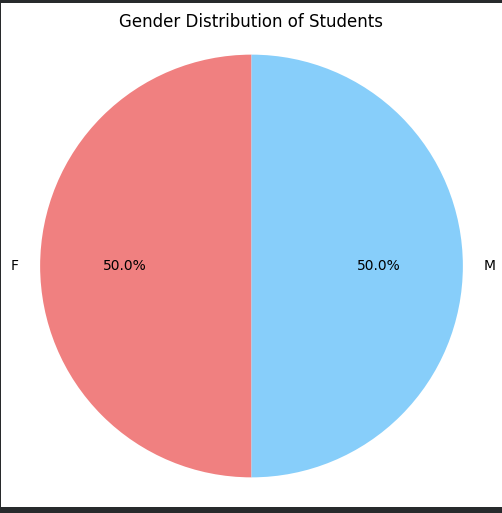 Gender Distribution of Students
F
50.0%
50.0%
M